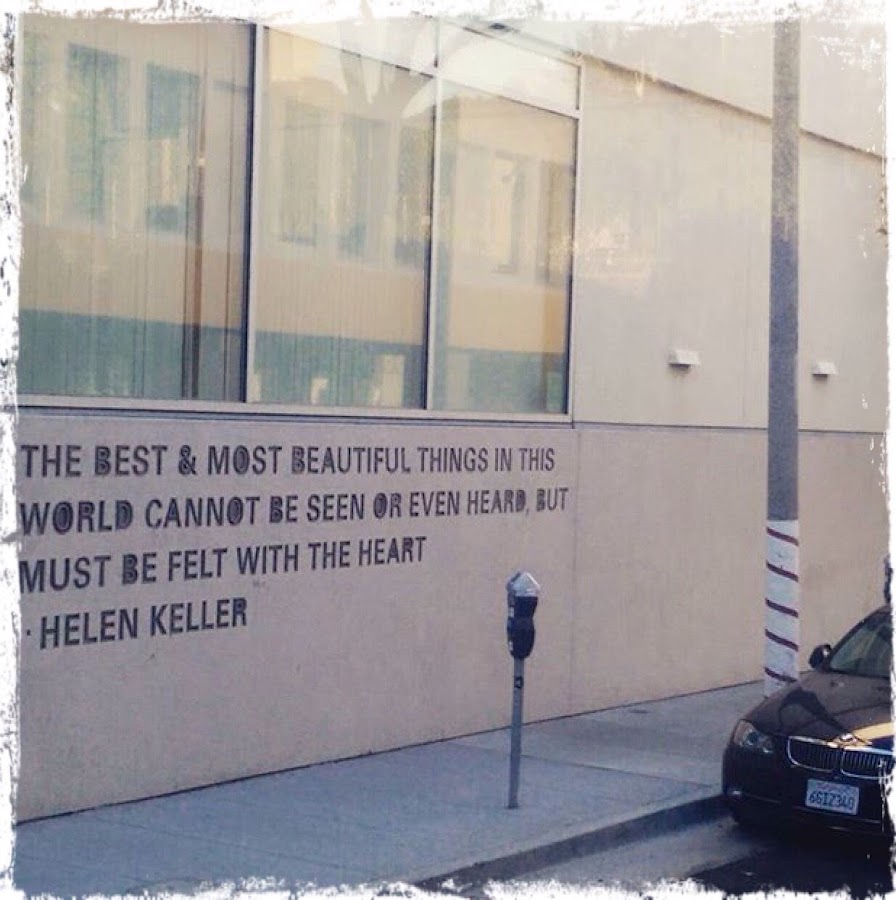 THE BEST & MOST BEAUTIFUL THINGS IN THIS
WORLD CANNOT BE SEEN OR EVEN HEARD, BUT
MUST BE FELT WITH THE HEART
· HELEN KELLER
6GIZ340